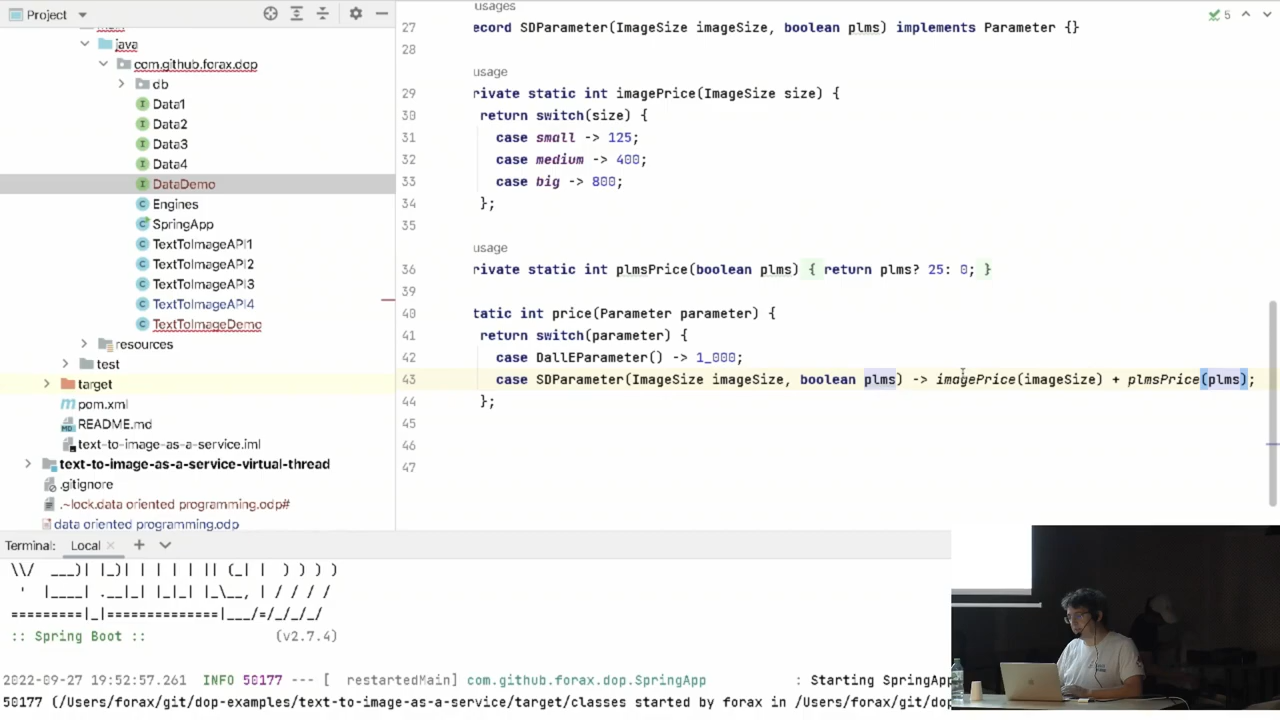 Project
main
java
com.github.forax.dop
db
Data1
Data2
Data3
Data4
DataDemo
Engines
SpringApp
TextToImageAPI1
TextToImageAPI2
TextToImageAPI3
TextToImageAPI4
TextToImageDemo
resources
test
target
pom.xml
README.md
text-to-image-as-a-service.iml
text-to-image-as-a-service-virtual-thread
.gitignore
.~lock.data oriented programming.odp#
data oriented programming.odp
5
usages
27 ecord SDParameter(ImageSize imageSize, boolean plms) implements Parameter {}
28
usage
29 rivate static int imagePrice(ImageSize size) {
30 return switch(size) {
31 case small -> 125;
32 case medium -> 400;
33 case big -> 800;
34 };
35
usage
36 rivate static int plmsPrice(boolean plms) { return plms? 25: 0; }
39
40 tatic int price(Parameter parameter) {
41 return switch(parameter) {
42 case DallEParameter() -> 1_000;
43 case SDParameter(ImageSize imageSize, boolean plms) -> imagePrice(imageSize) + plmsPrice(plms);
44 };
45
46
47
Terminal: Local
\\/ ___)| |_)| | | | | || (_| | ) ) ) )
' |____| .__|_| |_|_| |_\__, | / / / /
=========|_|==============|___/=/_/_/_/
:: Spring Boot :: (v2.7.4)
2022-09-27 19:52:57.261 INFO 50177 --- [ restartedMain] com.github.forax.dop.SpringApp : Starting SpringApp
50177 (/Users/forax/git/dop-examples/text-to-image-as-a-service/target/classes started by forax in /Users/forax/git/dop